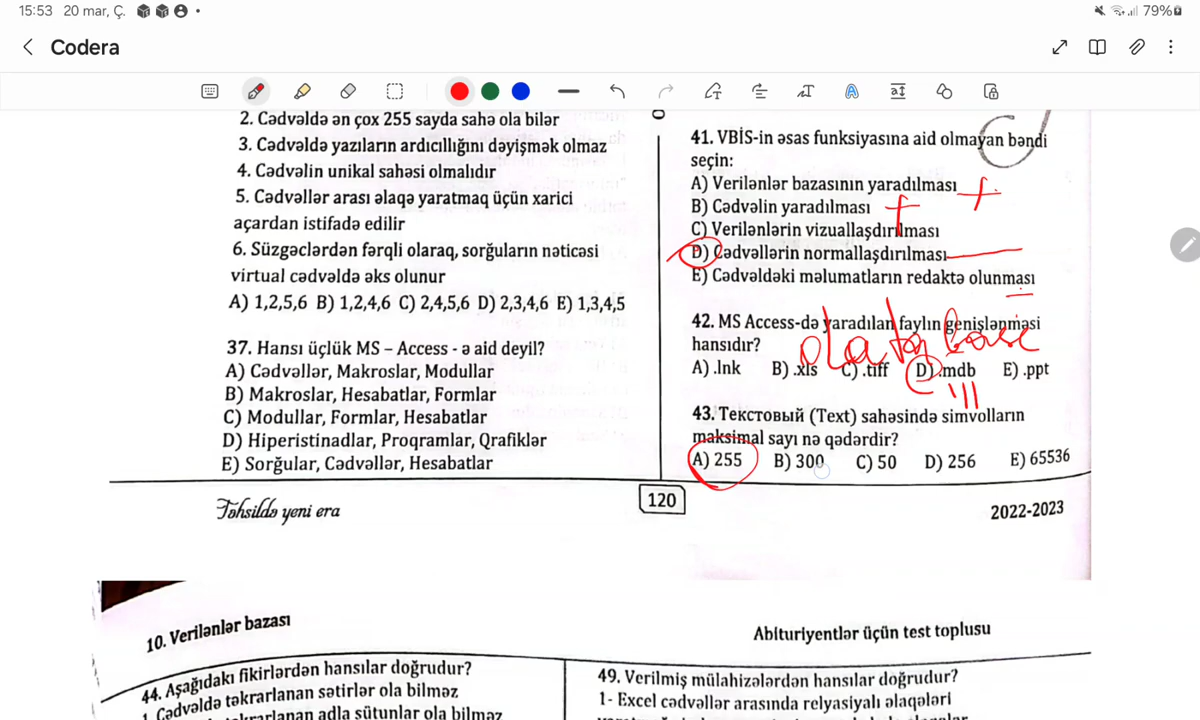 15:53 20 mar, Ç. 79%
Codera
2. Cədvəldə ən çox 255 sayda sahə ola bilər
3. Cədvəldə yazıların ardıcıllığını dəyişmək olmaz
4. Cədvəlin unikal sahəsi olmalıdır
5. Cədvəllər arası əlaqə yaratmaq üçün xarici
açardan istifadə edilir
6. Süzgəclərdən fərqli olaraq, sorğuların nəticəsi
virtual cədvəldə əks olunur
A) 1,2,5,6 B) 1,2,4,6 C) 2,4,5,6 D) 2,3,4,6 E) 1,3,4,5
37. Hansı üçlük MS – Access - ə aid deyil?
A) Cədvəllər, Makroslar, Modullar
B) Makroslar, Hesabatlar, Formlar
C) Modullar, Formlar, Hesabatlar
D) Hiperistinadlar, Proqramlar, Qrafiklər
E) Sorğular, Cədvəllər, Hesabatlar
41. VBİS-in əsas funksiyasına aid olmayan bəndi
seçin:
A) Verilənlər bazasının yaradılması
B) Cədvəlin yaradılması
C) Verilənlərin vizuallaşdırılması
D) Cədvəllərin normallaşdırılması
E) Cədvəldəki məlumatların redaktə olunması
42. MS Access-də yaradılan faylın genişlənməsi
hansıdır?
A) .lnk B) .xls C) .tiff D) .mdb E) .ppt
43. Текстовый (Text) sahəsində simvolların
maksimal sayı nə qədərdir?
A) 255 B) 300 C) 50 D) 256 E) 65536
Təhsildə yeni era
120
2022-2023
10. Verilənlər bazası
Abituriyentlər üçün test toplusu
44. Aşağıdakı fikirlərdən hansılar doğrudur?
1. Cədvəldə təkrarlanan sətirlər ola bilməz
adla sütunlar ola bilməz
49. Verilmiş mülahizələrdən hansılar doğrudur?
1- Excel cədvəllər arasında relyasiyalı əlaqələri